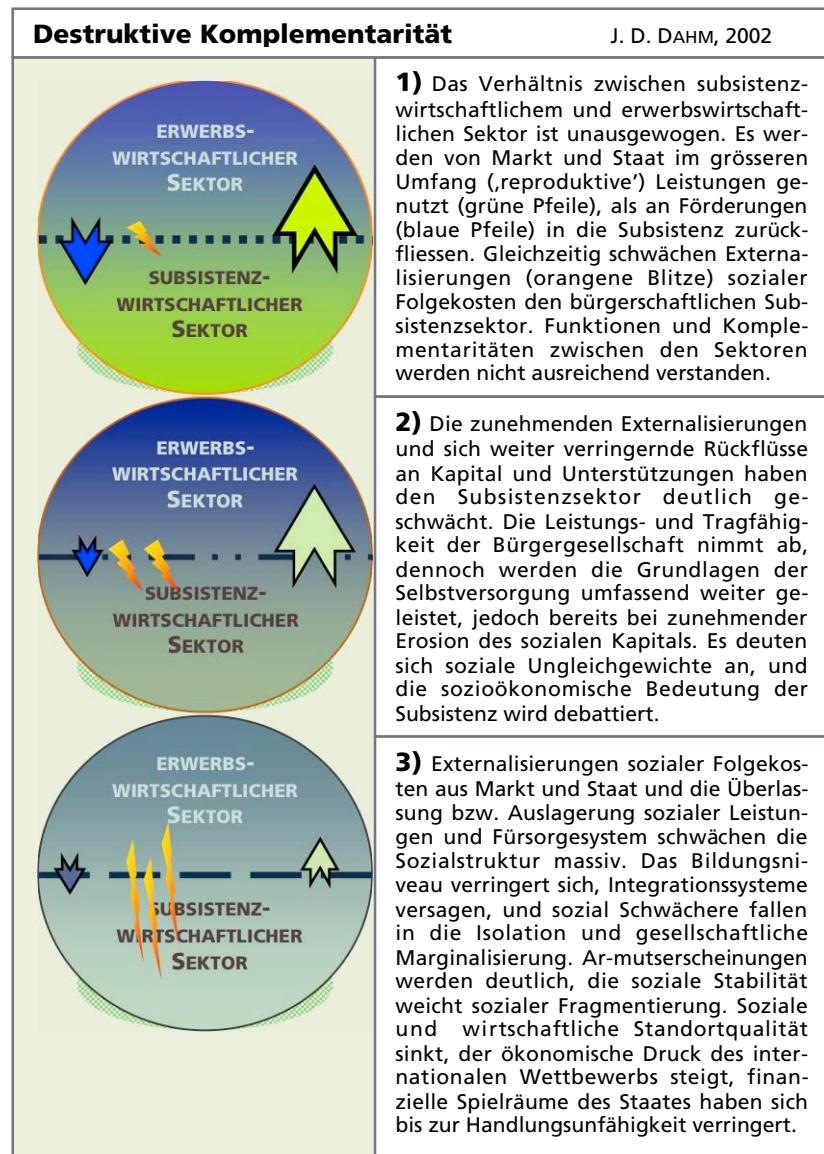 Destruktive Komplementarität
J. D. DAHM, 2002
ERWERBS-
WIRTSCHAFTLICHER
SEKTOR
SUBSISTENZ-
WIRTSCHAFTLICHER
SEKTOR
1) Das Verhältnis zwischen subsistenz-
wirtschaftlichem und erwerbswirtschaft-
lichen Sektor ist unausgewogen. Es wer-
den von Markt und Staat im grösseren
Umfang (‚reproduktive’) Leistungen ge-
nutzt (grüne Pfeile), als an Förderungen
(blaue Pfeile) in die Subsistenz zurück-
fliessen. Gleichzeitig schwächen Externa-
lisierungen (orangene Blitze) sozialer
Folgekosten den bürgerschaftlichen Sub-
sistenzsektor. Funktionen und Komple-
mentaritäten zwischen den Sektoren
werden nicht ausreichend verstanden.
ERWERBS-
WIRTSCHAFTLICHER
SEKTOR
SUBSISTENZ-
WIRTSCHAFTLICHER
SEKTOR
2) Die zunehmenden Externalisierungen
und sich weiter verringernde Rückflüsse
an Kapital und Unterstützungen haben
den Subsistenzsektor deutlich ge-
schwächt. Die Leistungs- und Tragfähig-
keit der Bürgergesellschaft nimmt ab,
dennoch werden die Grundlagen der
Selbstversorgung umfassend weiter ge-
leistet, jedoch bereits bei zunehmender
Erosion des sozialen Kapitals. Es deuten
sich soziale Ungleichgewichte an, und
die sozioökonomische Bedeutung der
Subsistenz wird debattiert.
ERWERBS-
WIRTSCHAFTLICHER
SEKTOR
SUBSISTENZ-
WIRTSCHAFTLICHER
SEKTOR
3) Externalisierungen sozialer Folgekos-
ten aus Markt und Staat und die Überlas-
sung bzw. Auslagerung sozialer Leistun-
gen und Fürsorgesystem schwächen die
Sozialstruktur massiv. Das Bildungsni-
veau verringert sich, Integrationssysteme
versagen, und sozial Schwächere fallen
in die Isolation und gesellschaftliche
Marginalisierung. Ar-mutserscheinungen
werden deutlich, die soziale Stabilität
weicht sozialer Fragmentierung. Soziale
und wirtschaftliche Standortqualität
sinkt, der ökonomische Druck des inter-
nationalen Wettbewerbs steigt, finan-
zielle Spielräume des Staates haben sich
bis zur Handlungsunfähigkeit verringert.